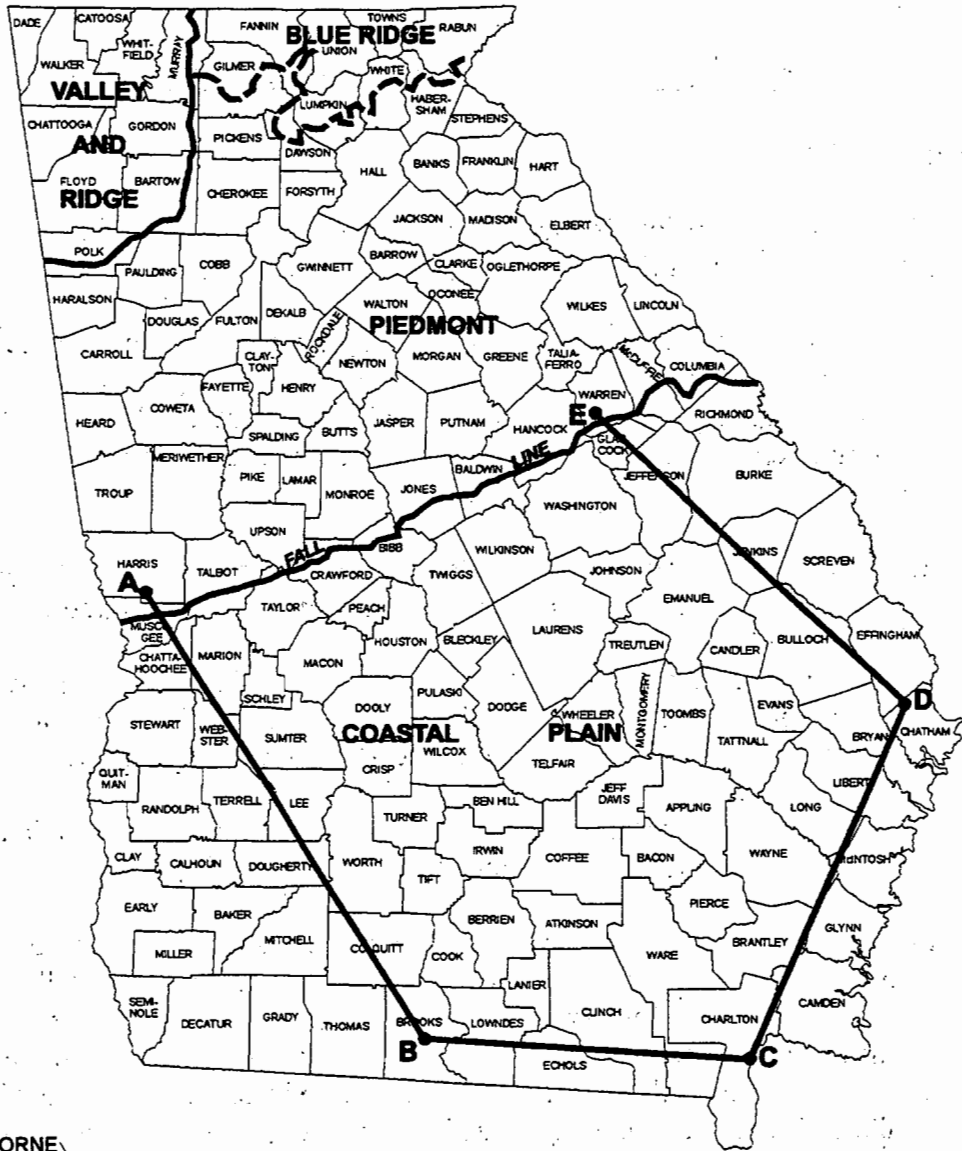 DADE
CATOOSA
WHIT-
FIELD
MURRAY
FANNIN
TOWNS
RABUN
BLUE RIDGE
UNION
WALKER
GILMER
WHITE
VALLEY
LUMPKIN
HABER-
SHAM
STEPHENS
CHATTOOGA
GORDON
PICKENS
DAWSON
AND
HALL
BANKS
FRANKLIN
HART
FLOYD
BARTOW
CHEROKEE
FORSYTH
RIDGE
JACKSON
MADISON
ELBERT
POLK
PAULDING
COBB
GWINNETT
BARROW
CLARKE
OGLETHORPE
OCONEE
HARALSON
DOUGLAS
FULTON
DEKALB
ROCKDALE
WALTON
WILKES
LINCOLN
PIEDMONT
CARROLL
CLAY-
TON
NEWTON
MORGAN
GREENE
TALIA-
FERRO
McDUFFIE
COLUMBIA
FAYETTE
HENRY
WARREN
RICHMOND
HEARD
COWETA
SPALDING
BUTTS
JASPER
PUTNAM
HANCOCK
E
GLAS
COCK
MERIWETHER
PIKE
LAMAR
MONROE
JONES
BALDWIN
LINE
JEFFERSON
BURKE
TROUP
UPSON
WASHINGTON
HARRIS
A
TALBOT
FALL
BIBB
WILKINSON
JENKINS
SCREVEN
CRAWFORD
TWIGGS
JOHNSON
MUSCO
GEE
TAYLOR
PEACH
EMANUEL
CHATTA-
HOOCHEE
MARION
MACON
HOUSTON
BLECKLEY
LAURENS
TREUTLEN
CANDLER
BULLOCH
EFFINGHAM
SCHLEY
PULASKI
MONTGOMERY
STEWART
WEB-
STER
SUMTER
DOOLY
DODGE
WHEELER
TOOMBS
EVANS
D
COASTAL
PLAIN
TATTNALL
BRYAN
CHATHAM
WILCOX
CRISP
TELFAIR
QUIT-
MAN
RANDOLPH
TERRELL
LEE
TURNER
BEN HILL
JEFF
DAVIS
APPLING
LONG
LIBERT
CLAY
CALHOUN
DOUGHERTY
WORTH
TIFT
IRWIN
COFFEE
BACON
WAYNE
MCINTOSH
EARLY
BAKER
MITCHELL
COLQUITT
COOK
BERRIEN
ATKINSON
PIERCE
WARE
BRANTLEY
GLYNN
MILLER
LANIER
CLINCH
CHARLTON
CAMDEN
SEMI-
NOLE
DECATUR
GRADY
THOMAS
BROOKS
B
LOWNDES
ECHOLS
C
ORNE